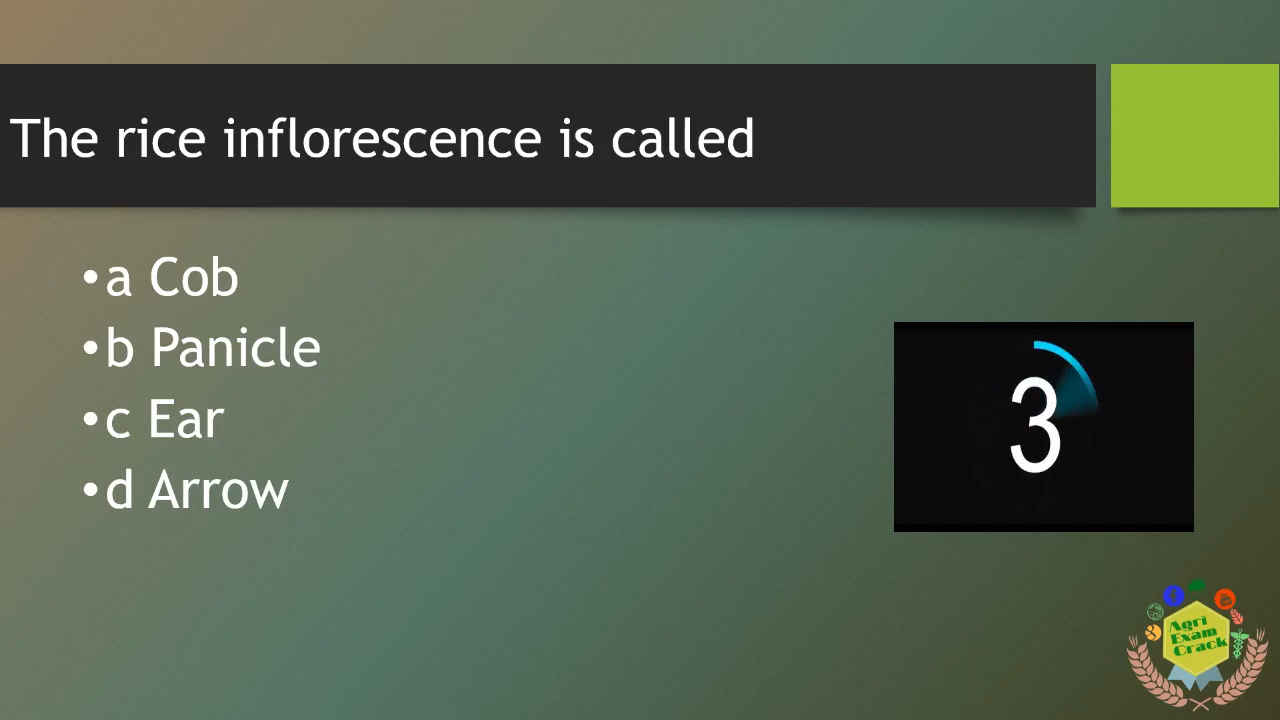 The rice inflorescence is called
•a Cob
•b Panicle
•c Ear
•d Arrow
3
Agri
Exam
Crack